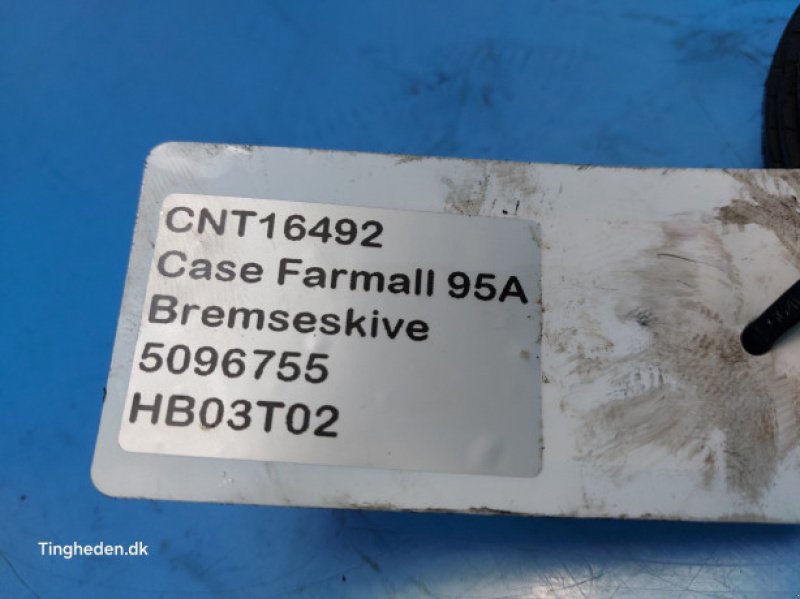 CNT16492
Case Farmall 95A
Bremseskive
5096755
HB03T02
Tingheden.dk